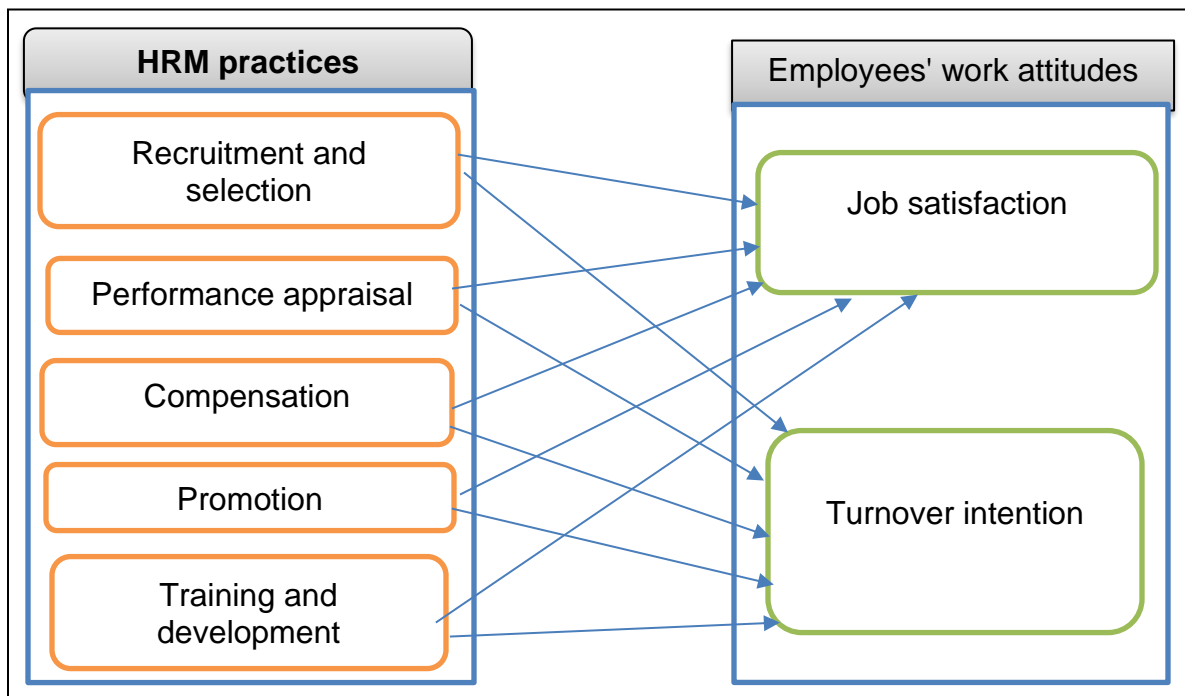 HRM practices
Recruitment and
selection
Performance appraisal
Compensation
Promotion
Training and
development
Employees' work attitudes
Job satisfaction
Turnover intention